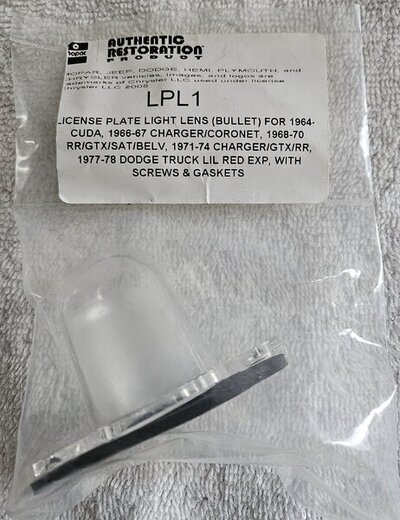 Mopar
AUTHENTIC
RESTORATION
PRODUCT
MOPAR, JEEP, DODGE, HEMI, PLYMOUTH, and
CHRYSLER vehicles, images, and logos are
trademarks of Chrysler LLC used under license
Chrysler LLC 2008
LPL1
LICENSE PLATE LIGHT LENS (BULLET) FOR 1964-
CUDA, 1966-67 CHARGER/CORONET, 1968-70
RR/GTX/SAT/BELV, 1971-74 CHARGER/GTX/RR,
1977-78 DODGE TRUCK LIL RED EXP, WITH
SCREWS & GASKETS